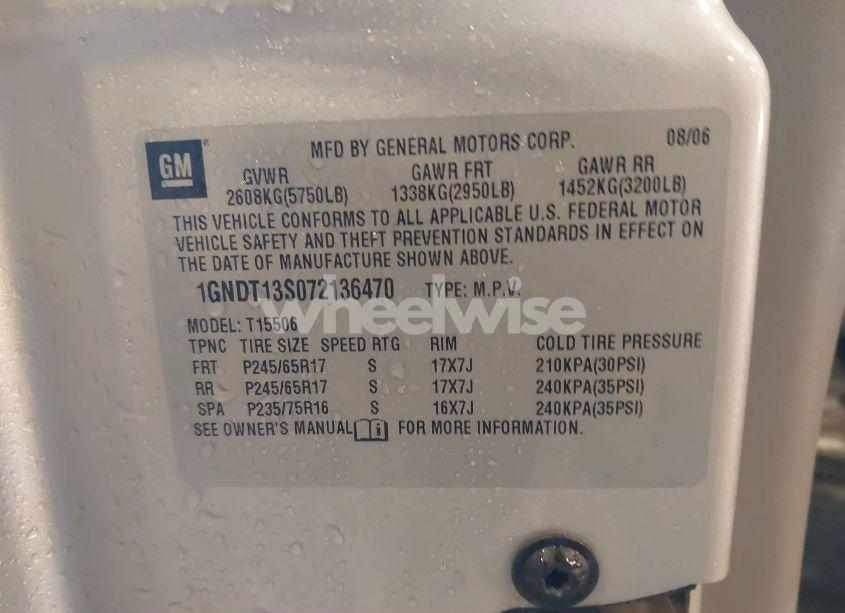 GM
MFD BY GENERAL MOTORS CORP. 08/06
GVWR GAWR FRT GAWR RR
2608KG(5750LB) 1338KG(2950LB) 1452KG(3200LB)
THIS VEHICLE CONFORMS TO ALL APPLICABLE U.S. FEDERAL MOTOR
VEHICLE SAFETY AND THEFT PREVENTION STANDARDS IN EFFECT ON
THE DATE OF MANUFACTURE SHOWN ABOVE.
1GNDT13S072136470 TYPE: M.P.V.
wheelwise
MODEL: T15506
TPNC TIRE SIZE SPEED RTG RIM COLD TIRE PRESSURE
FRT P245/65R17 S 17X7J 210KPA(30PSI)
RR P245/65R17 S 17X7J 240KPA(35PSI)
SPA P235/75R16 S 16X7J 240KPA(35PSI)
SEE OWNER'S MANUAL i FOR MORE INFORMATION.